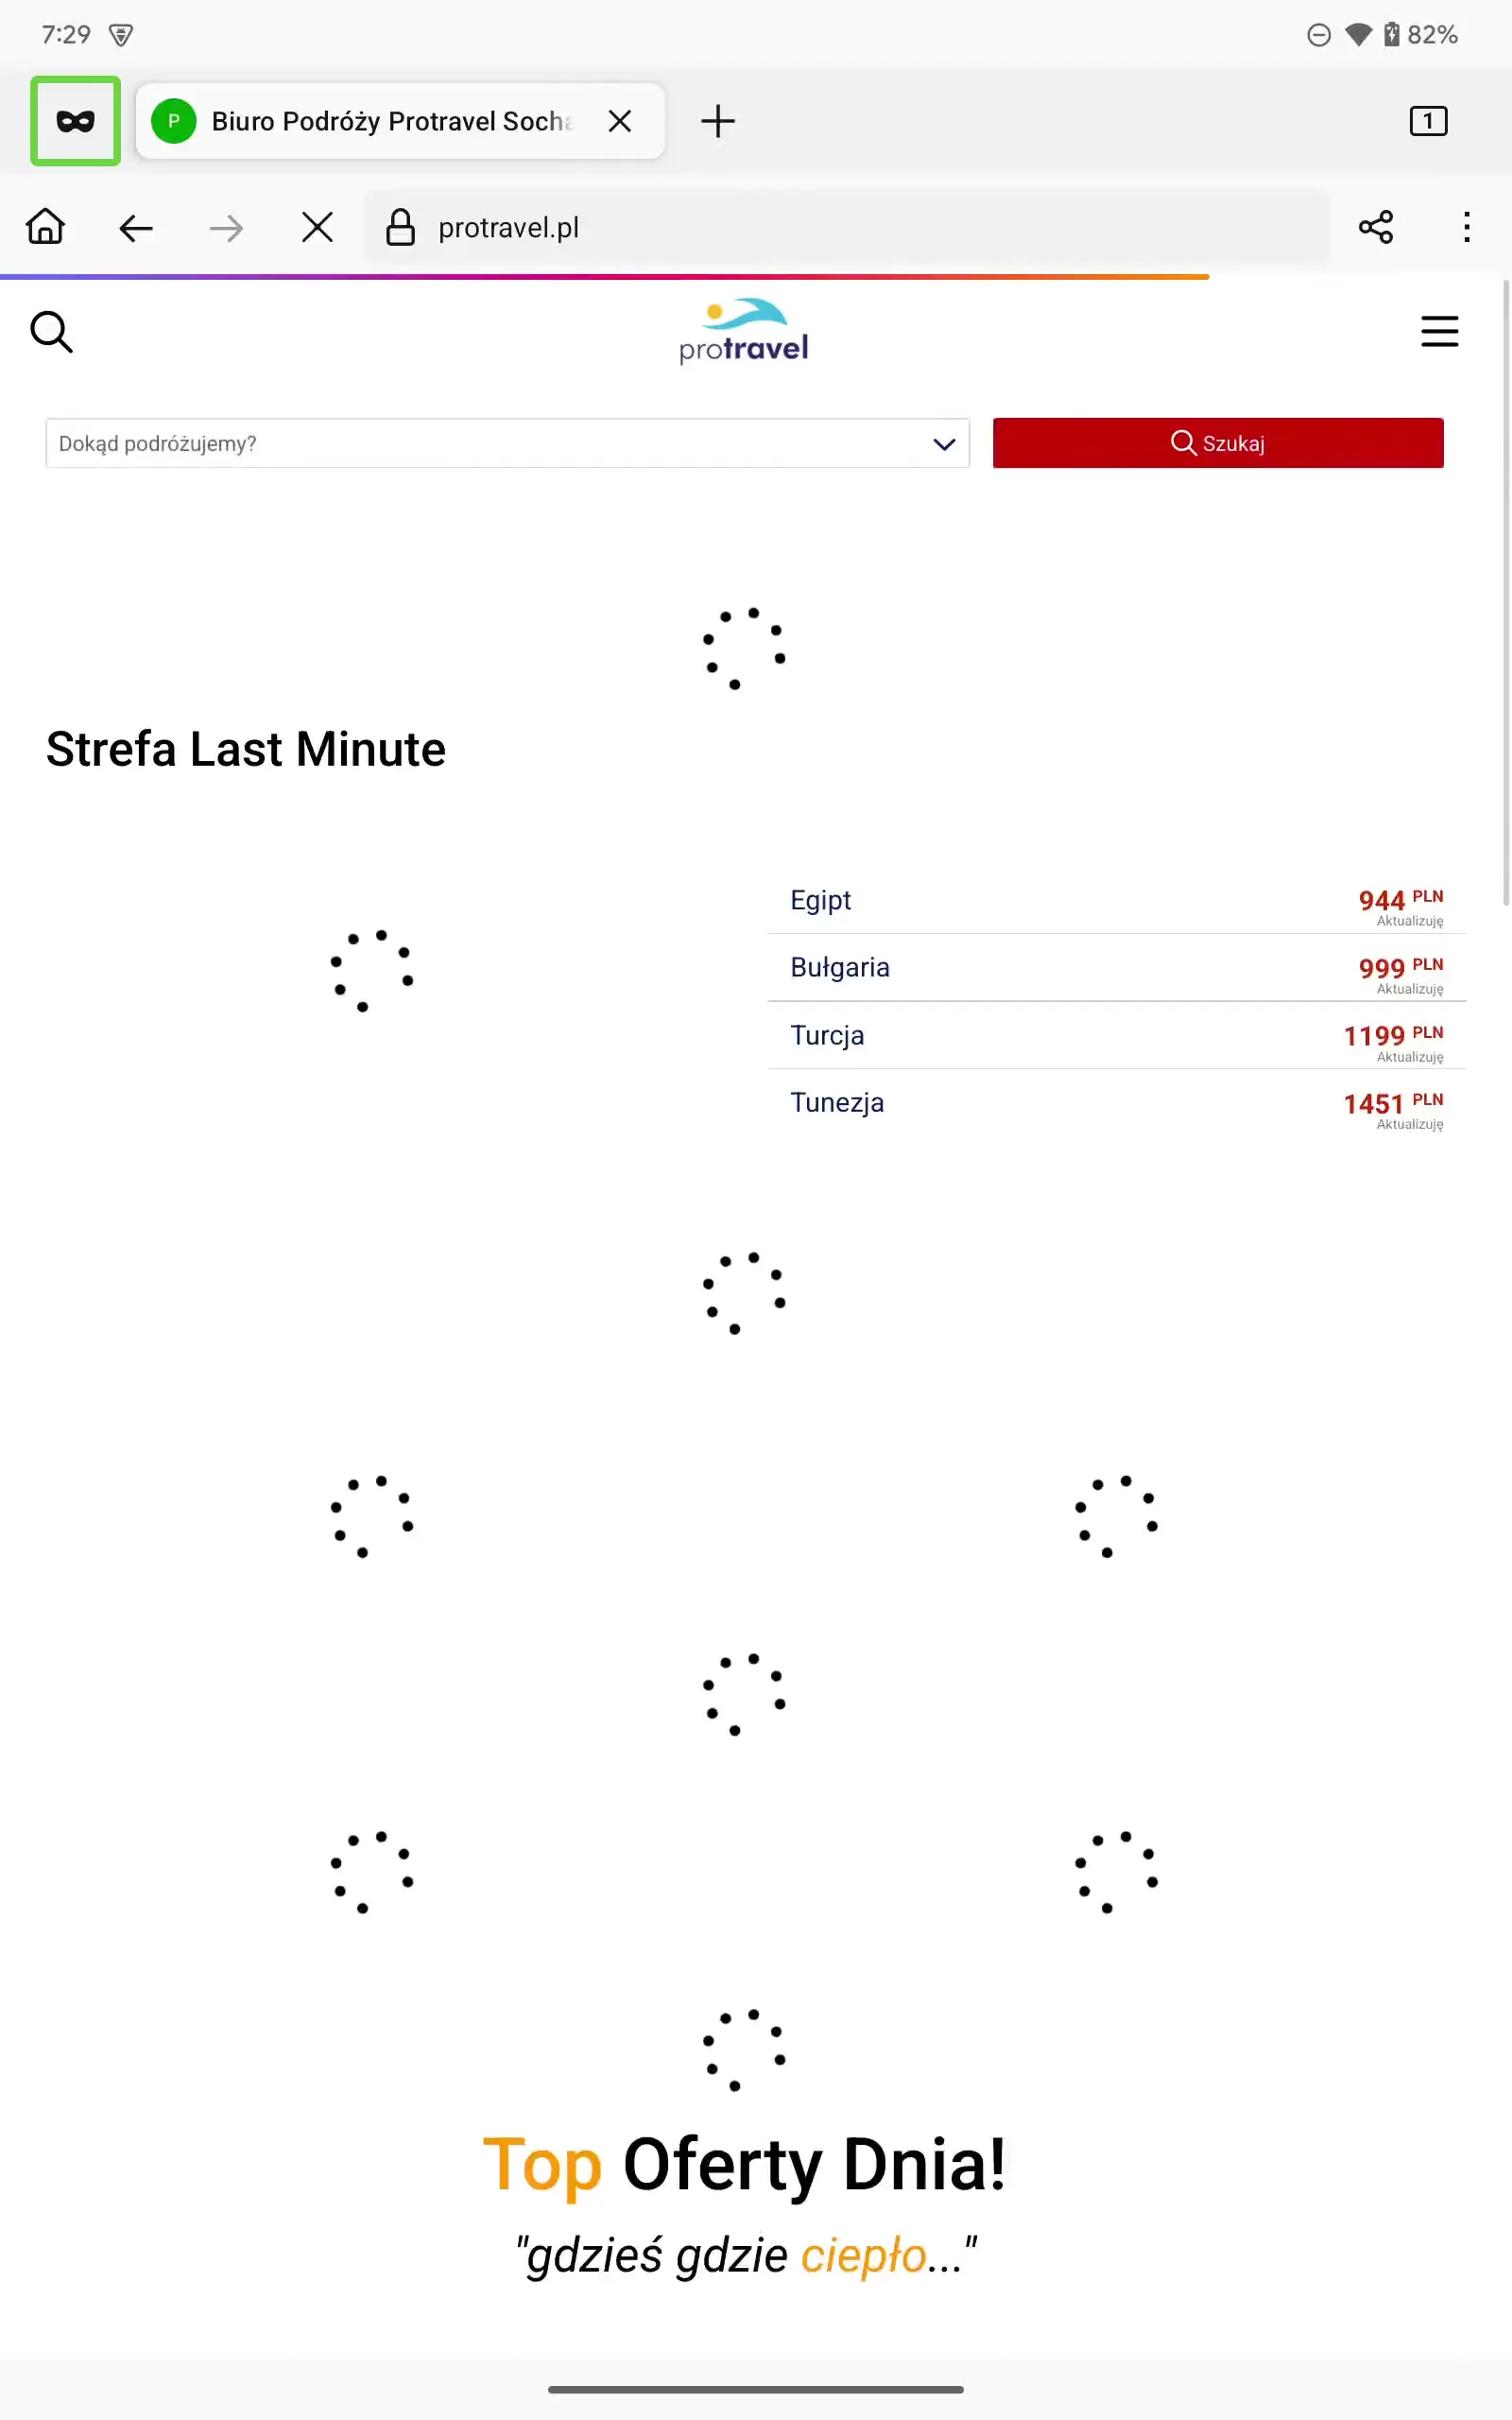 7:29
82%
P
Biuro Podróży Protravel Socha
1
protravel.pl
protravel
Dokąd podróżujemy?
Szukaj
Strefa Last Minute
Egipt
944 PLN
Aktualizuję
Bułgaria
999 PLN
Aktualizuję
Turcja
1199 PLN
Aktualizuję
Tunezja
1451 PLN
Aktualizuję
Top Oferty Dnia!
"gdzieś gdzie ciepło..."